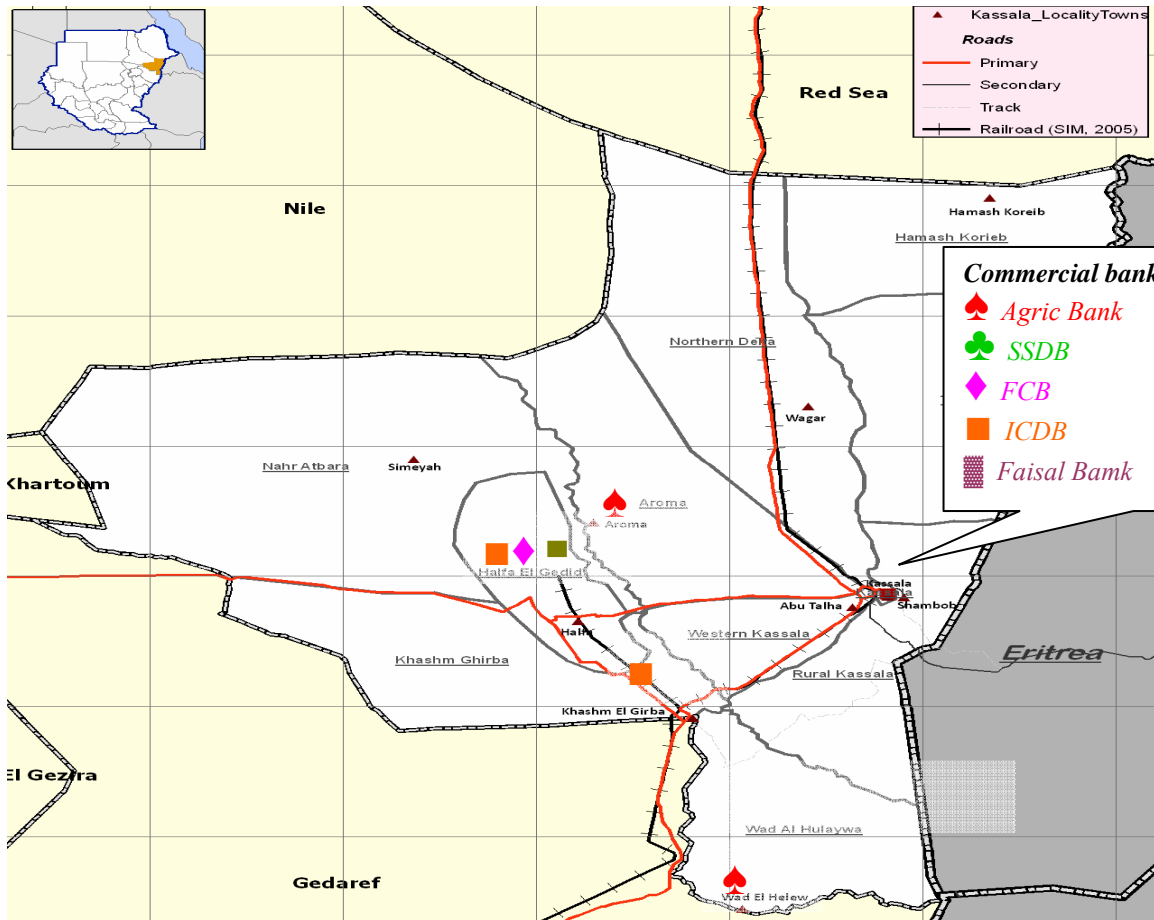 Kassala_LocalityTowns
Roads
Primary
Secondary
Track
Railroad (SIM, 2005)
Red Sea
Nile
Hamash Koreib
Hamash Korieb
Commercial bank
Agric Bank
SSDB
FCB
ICDB
Faisal Bamk
Northern Delta
Wagar
Nahr Atbara
Simeyah
Khartoum
Aroma
Aroma
Halfa El Gedid
Kassala
Abu Talha
Shambob
Halfa
Western Kassala
Khashm Ghirba
Rural Kassala
Eritrea
Khashm El Girba
El Gezira
Wad Al Hulaywa
Gedaref
Wad El Helew